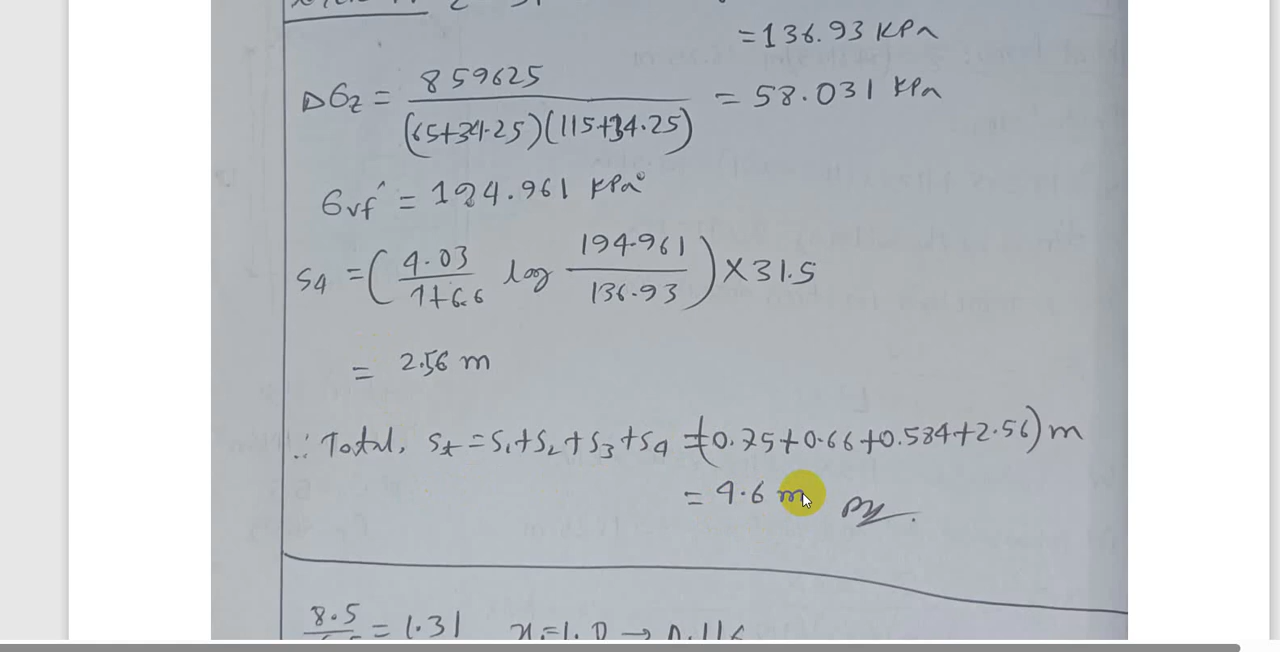 =136.93 KPa
Δσz = 859625 / (65+34.25)(115+34.25) = 58.031 KPa
σvf' = 194.961 KPa
S4 = (4.03 / 1+6.6 log 194.961 / 136.93) × 31.5
= 2.56 m
∴ Total, St = S1+S2+S3+S4 = (0.75+0.66+0.584+2.56) m
= 4.6 m
8.5 / = 1.31